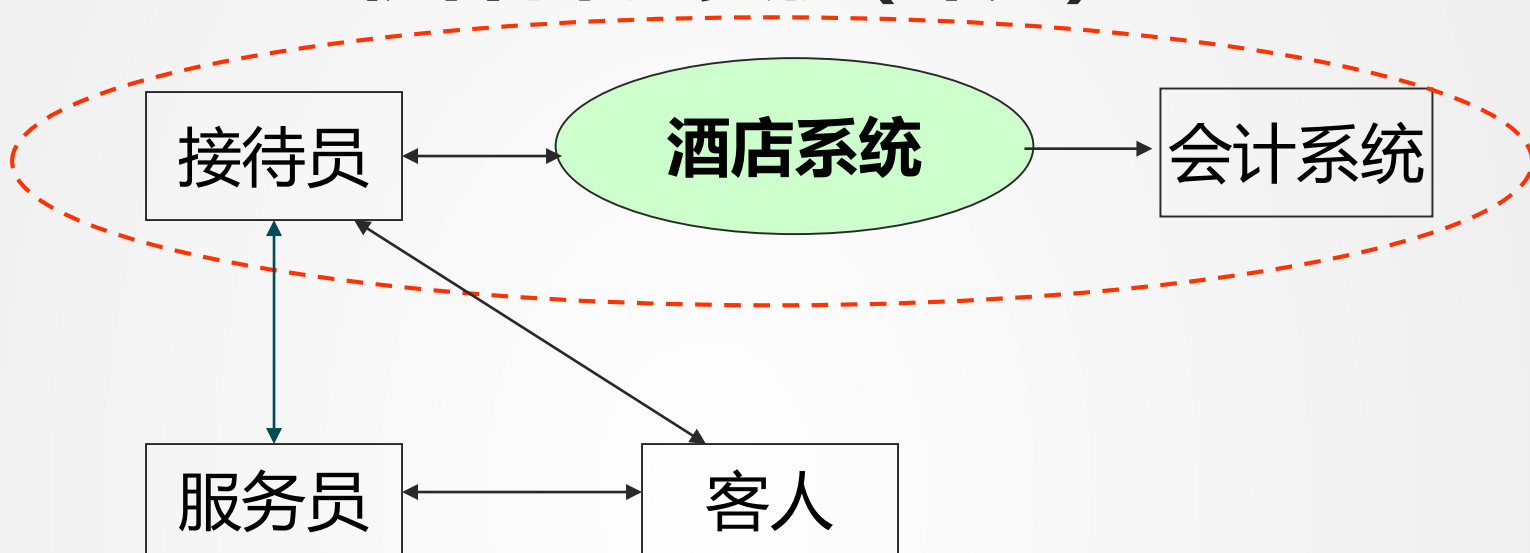 接待员
酒店系统
会计系统
服务员
客人